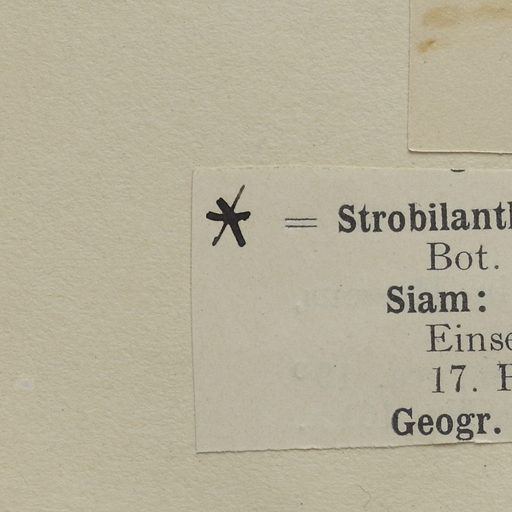 * = Strobilanth
Bot.
Siam:
Einse
17.
Geogr.